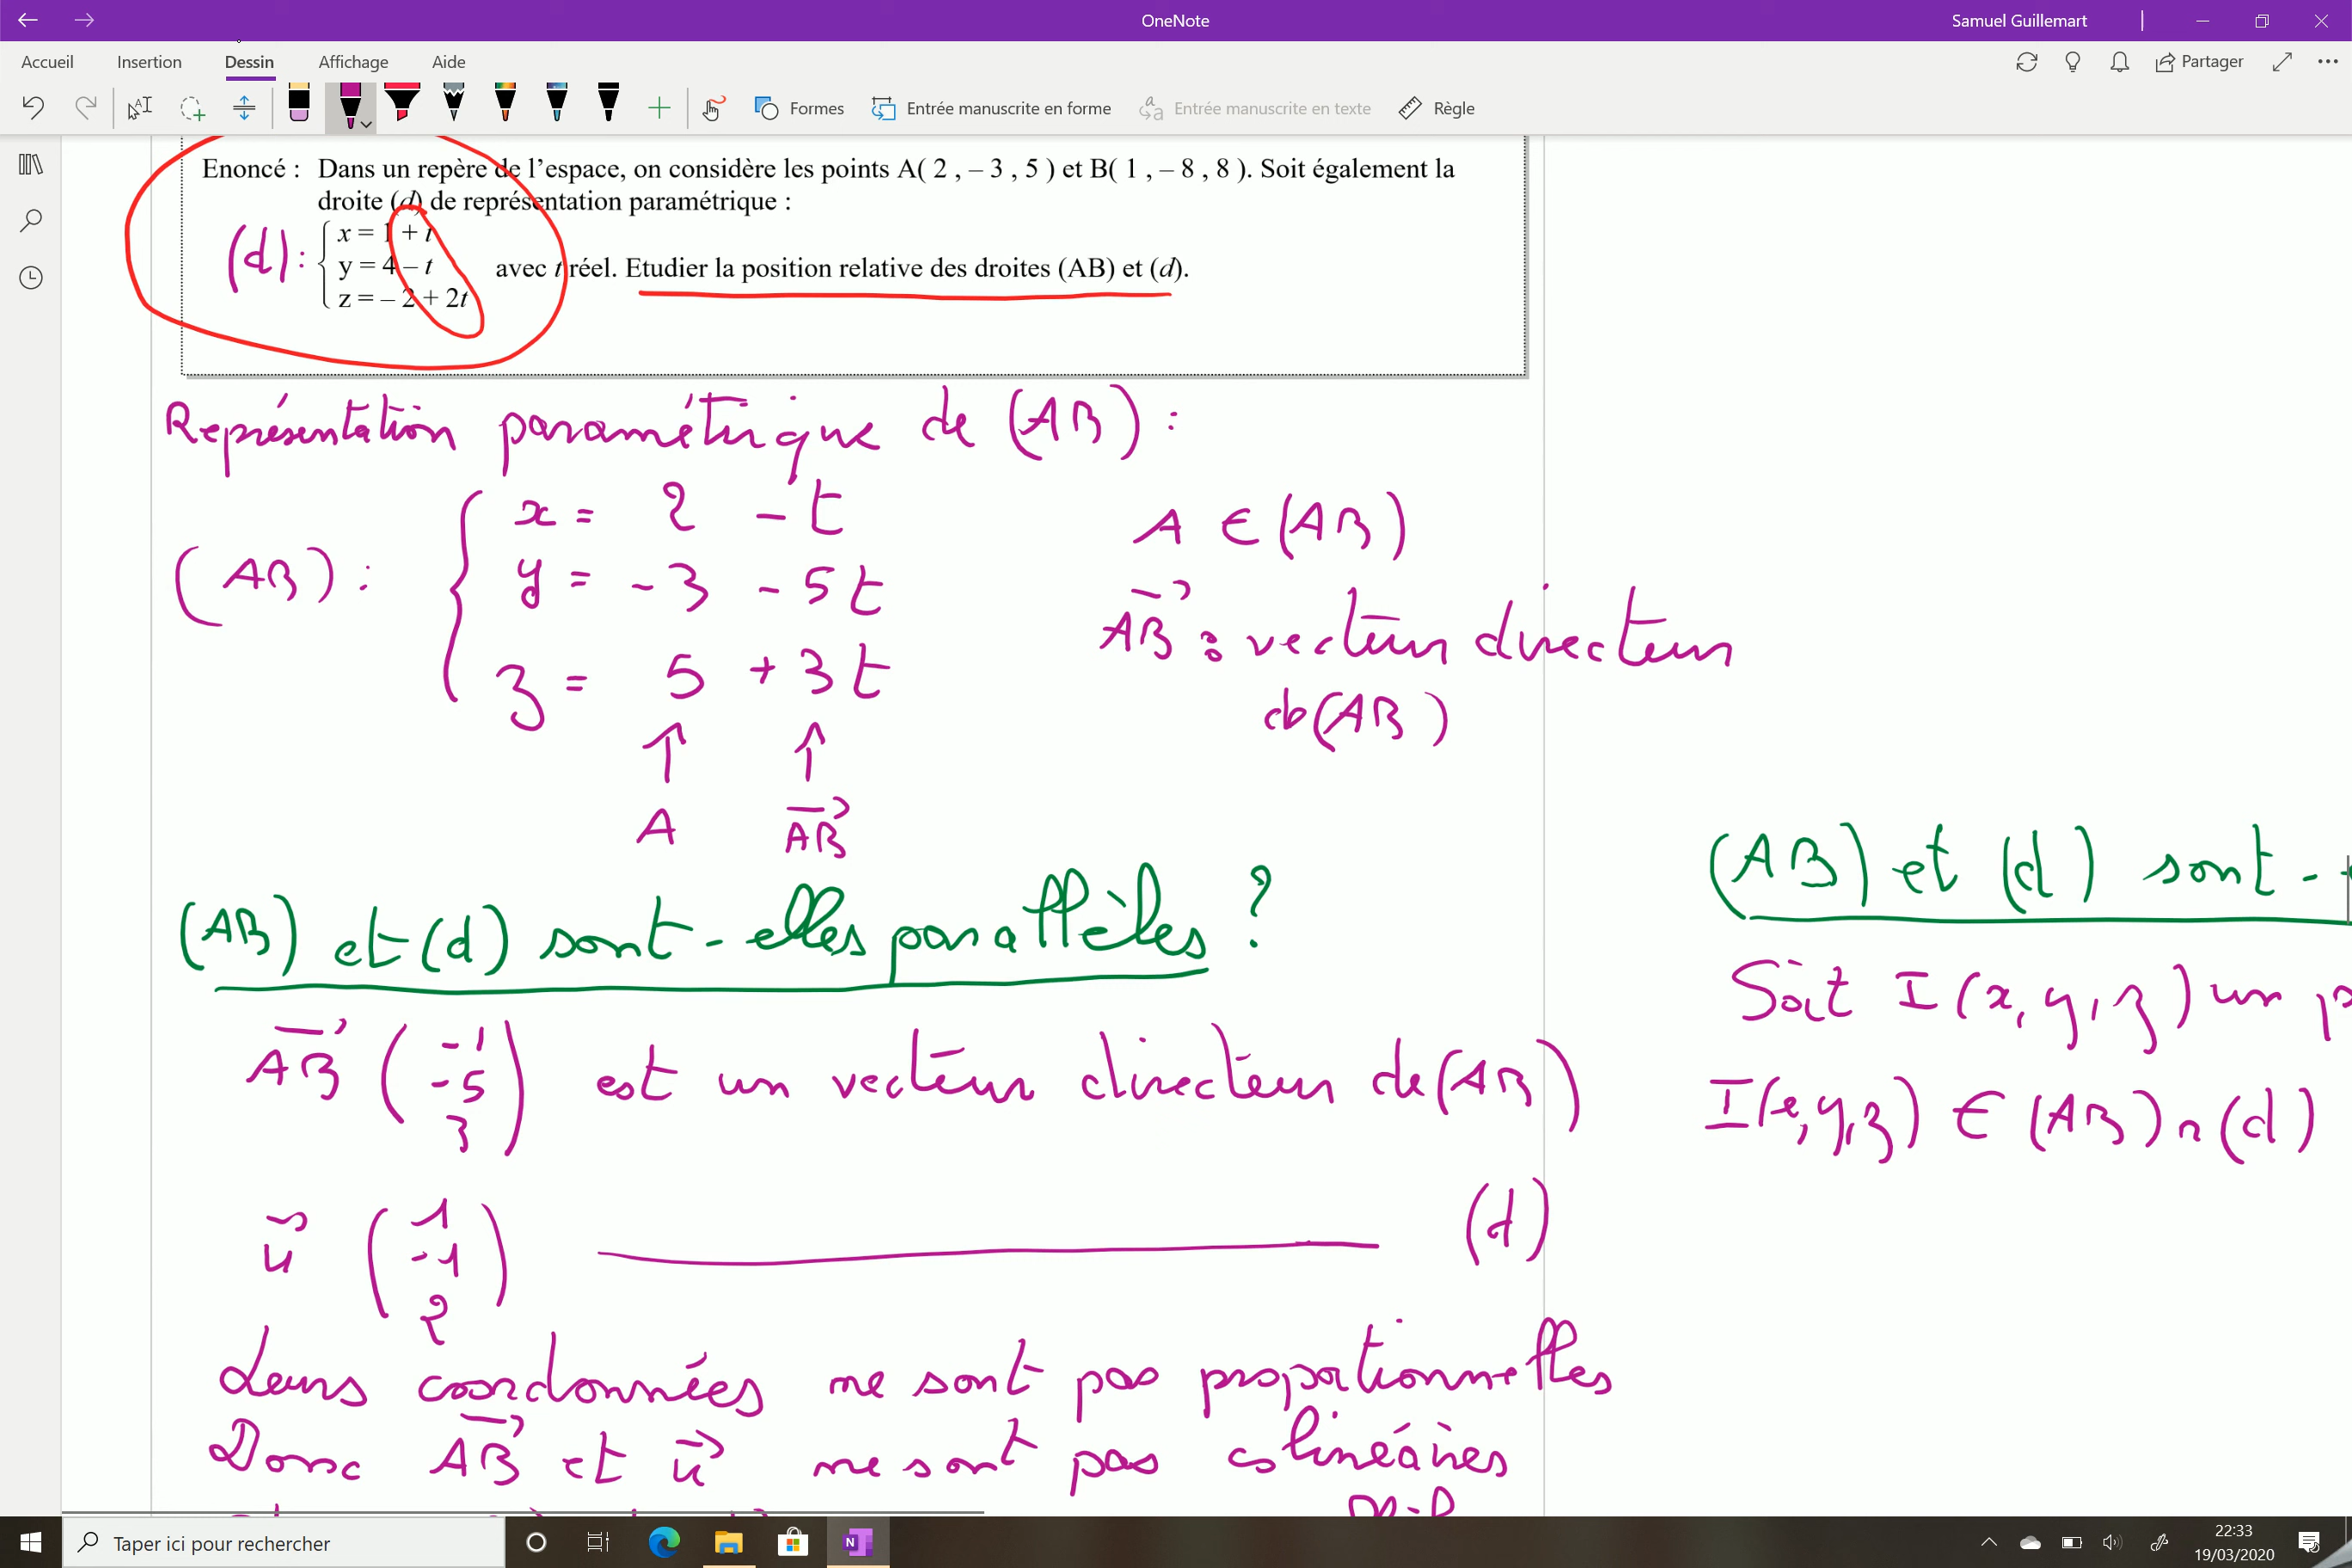 OneNote
Samuel Guillemart
Accueil Insertion Dessin Affichage Aide
Partager
Formes Entrée manuscrite en forme Entrée manuscrite en texte Règle
Enoncé : Dans un repère de l'espace, on considère les points A( 2 , – 3 , 5 ) et B( 1 , – 8 , 8 ). Soit également la
droite (d) de représentation paramétrique :
(d) :
x = 1 + t
y = 4 – t
z = – 2 + 2t
avec t réel. Etudier la position relative des droites (AB) et (d).
Représentation paramétrique de (AB) :
(AB) :
x = 2 - t
y = -3 - 5t
z = 5 + 3t
A AB
A ∈ (AB)
AB : vecteur directeur
de (AB)
(AB) et (d) sont-elles parallèles ?
AB ( -1 -5 3 ) est un vecteur directeur de (AB)
u ( 1 -1 2 ) (d)
Leurs coordonnées ne sont pas proportionnelles
Donc AB et u ne sont pas colinéaires
(AB) et (d) sont-
Soit I(x, y, z) un p
I(x, y, z) ∈ (AB) ∩ (d)
Taper ici pour rechercher
22:33
19/03/2020